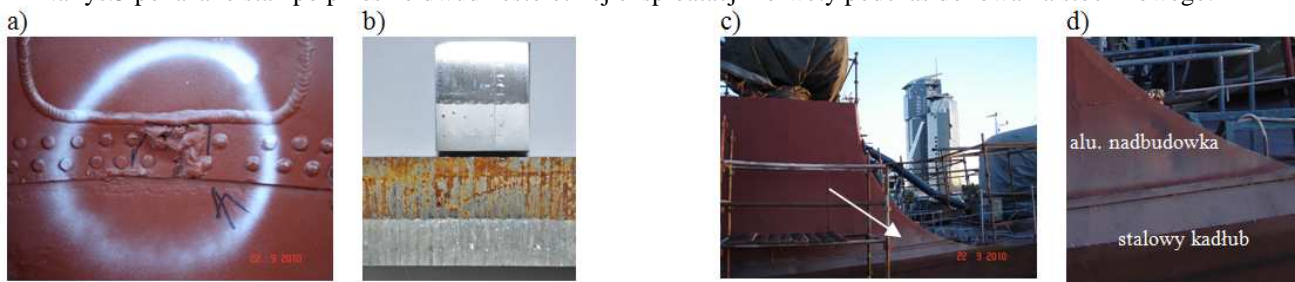 a)
b)
c)
d)
22 9 2010
22 9 2010
alu. nadbudowka
stalowy kadłub